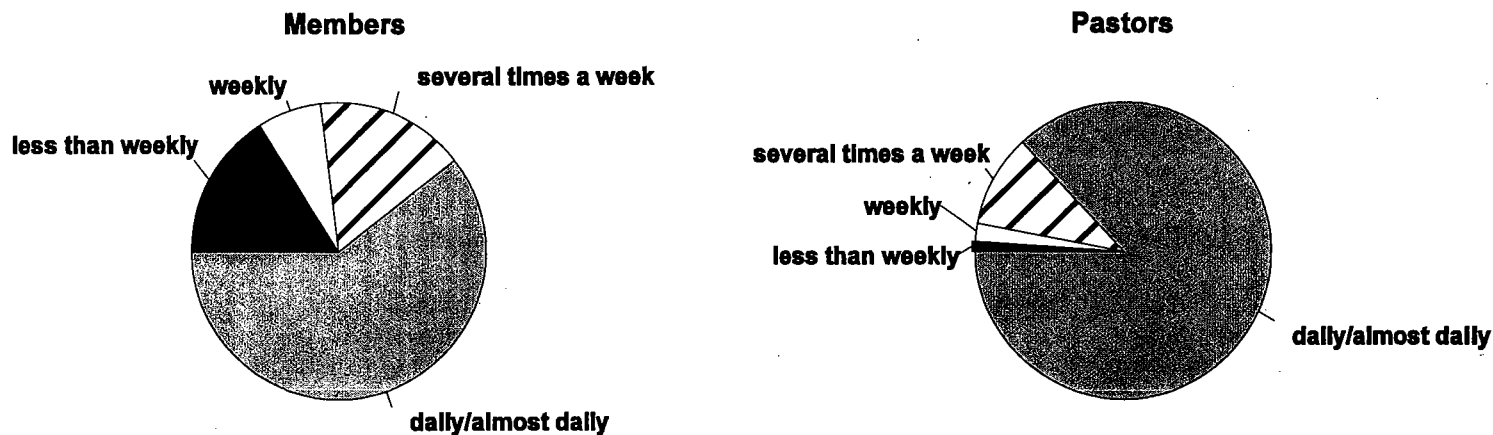 Members
weekly
several times a week
less than weekly
daily/almost daily
Pastors
several times a week
weekly
less than weekly
daily/almost daily